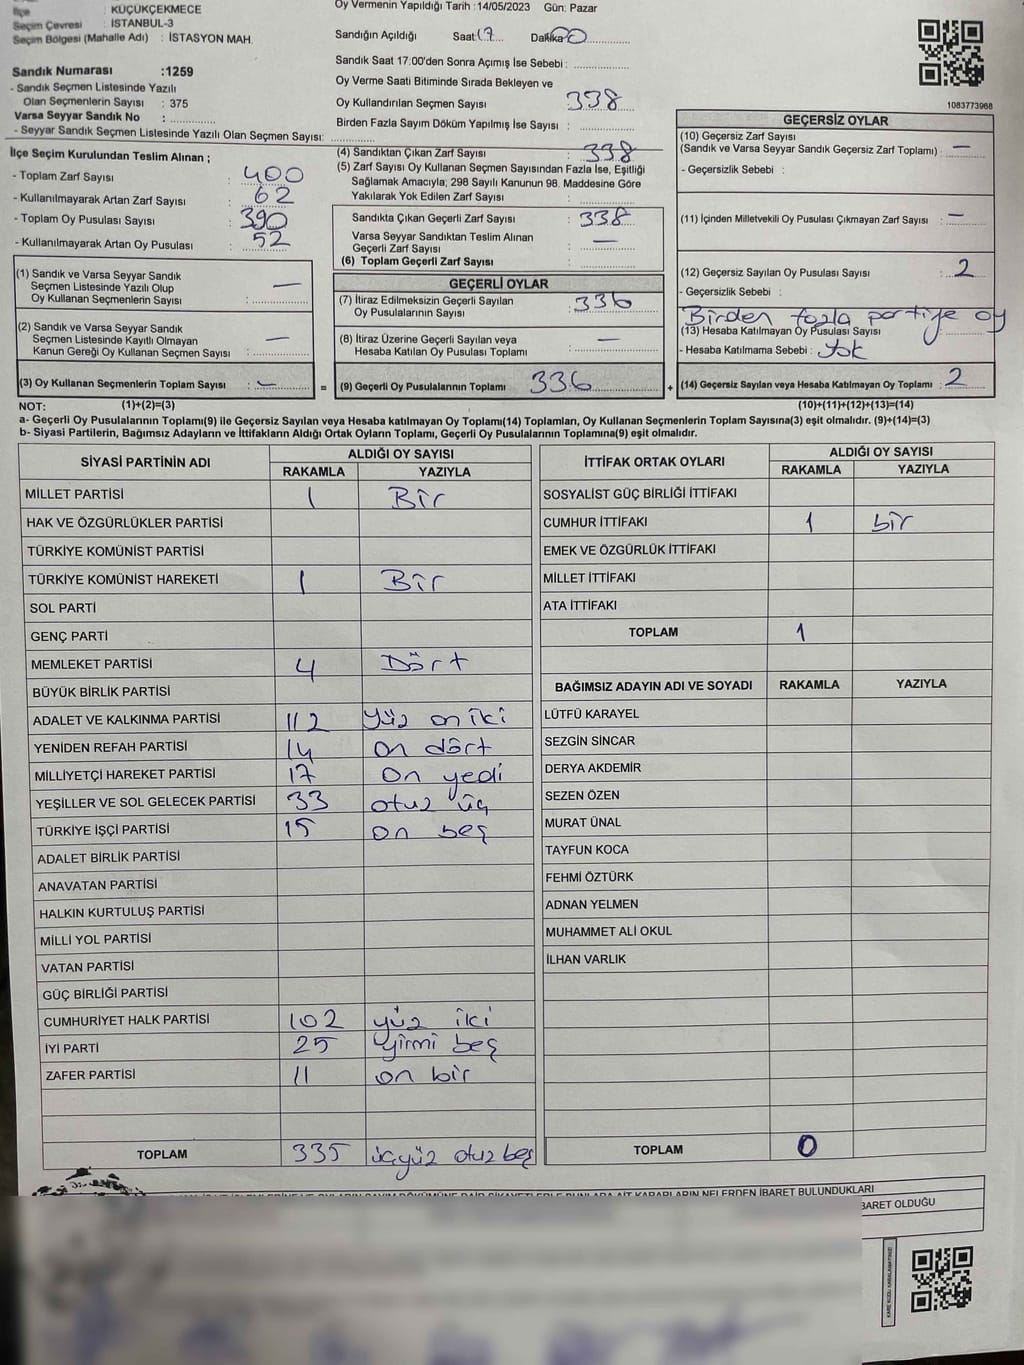 İlçe : KÜÇÜKÇEKMECE
Seçim Çevresi : İSTANBUL-3
Seçim Bölgesi (Mahalle Adı) : İSTASYON MAH.
Sandık Numarası :1259
- Sandık Seçmen Listesinde Yazılı
Olan Seçmenlerin Sayısı : 375
Varsa Seyyar Sandık No :
- Seyyar Sandık Seçmen Listesinde Yazılı Olan Seçmen Sayısı:
İlçe Seçim Kurulundan Teslim Alınan ;
- Toplam Zarf Sayısı : 400
- Kullanılmayarak Artan Zarf Sayısı : 62
- Toplam Oy Pusulası Sayısı : 390
- Kullanılmayarak Artan Oy Pusulası : 52
(1) Sandık ve Varsa Seyyar Sandık
Seçmen Listesinde Yazılı Olup
Oy Kullanan Seçmenlerin Sayısı : —
(2) Sandık ve Varsa Seyyar Sandık
Seçmen Listesinde Kayıtlı Olmayan
Kanun Gereği Oy Kullanan Seçmen Sayısı : —
(3) Oy Kullanan Seçmenlerin Toplam Sayısı : —
Oy Vermenin Yapıldığı Tarih :14/05/2023 Gün: Pazar
Sandığın Açıldığı Saat:17 Dakika:00
Sandık Saat 17:00'den Sonra Açımış İse Sebebi :
Oy Verme Saati Bitiminde Sırada Bekleyen ve
Oy Kullandırılan Seçmen Sayısı : 338
Birden Fazla Sayım Döküm Yapılmış İse Sayısı :
(4) Sandıktan Çıkan Zarf Sayısı : 338
(5) Zarf Sayısı Oy Kullanan Seçmen Sayısından Fazla İse, Eşitliği
Sağlamak Amacıyla, 298 Sayılı Kanunun 98. Maddesine Göre
Yakılarak Yok Edilen Zarf Sayısı :
Sandıkta Çıkan Geçerli Zarf Sayısı : 338
Varsa Seyyar Sandıktan Teslim Alınan
Geçerli Zarf Sayısı : —
(6) Toplam Geçerli Zarf Sayısı :
GEÇERLİ OYLAR
(7) İtiraz Edilmeksizin Geçerli Sayılan
Oy Pusulalarının Sayısı : 336
(8) İtiraz Üzerine Geçerli Sayılan veya
Hesaba Katılan Oy Pusulası Toplamı : —
= (9) Geçerli Oy Pusulalarının Toplamı : 336 +
1083773968
GEÇERSİZ OYLAR
(10) Geçersiz Zarf Sayısı
(Sandık ve Varsa Seyyar Sandık Geçersiz Zarf Toplamı) : —
- Geçersizlik Sebebi :
(11) İçinden Milletvekili Oy Pusulası Çıkmayan Zarf Sayısı : —
(12) Geçersiz Sayılan Oy Pusulası Sayısı : 2
- Geçersizlik Sebebi :
Birden fazla partiye oy
(13) Hesaba Katılmayan Oy Pusulası Sayısı
- Hesaba Katılmama Sebebi : Yok
(14) Geçersiz Sayılan veya Hesaba Katılmayan Oy Toplamı : 2
NOT: (1)+(2)=(3) (10)+(11)+(12)+(13)=(14)
a- Geçerli Oy Pusulalarının Toplamı(9) ile Geçersiz Sayılan veya Hesaba katılmayan Oy Toplamı(14) Toplamları, Oy Kullanan Seçmenlerin Toplam Sayısına(3) eşit olmalıdır. (9)+(14)=(3)
b- Siyasi Partilerin, Bağımsız Adayların ve İttifakların Aldığı Ortak Oyların Toplamı, Geçerli Oy Pusulalarının Toplamına(9) eşit olmalıdır.
SİYASİ PARTİNİN ADI ALDIĞI OY SAYISI
RAKAMLA YAZIYLA
MİLLET PARTİSİ 1 Bir
HAK VE ÖZGÜRLÜKLER PARTİSİ
TÜRKİYE KOMÜNİST PARTİSİ
TÜRKİYE KOMÜNİST HAREKETİ 1 Bir
SOL PARTİ
GENÇ PARTİ
MEMLEKET PARTİSİ 4 Dört
BÜYÜK BİRLİK PARTİSİ
ADALET VE KALKINMA PARTİSİ 112 yüz on iki
YENİDEN REFAH PARTİSİ 14 on dört
MİLLİYETÇİ HAREKET PARTİSİ 17 on yedi
YEŞİLLER VE SOL GELECEK PARTİSİ 33 otuz üç
TÜRKİYE İŞÇİ PARTİSİ 15 on beş
ADALET BİRLİK PARTİSİ
ANAVATAN PARTİSİ
HALKIN KURTULUŞ PARTİSİ
MİLLİ YOL PARTİSİ
VATAN PARTİSİ
GÜÇ BİRLİĞİ PARTİSİ
CUMHURİYET HALK PARTİSİ 102 yüz iki
İYİ PARTİ 25 yirmi beş
ZAFER PARTİSİ 11 on bir
TOPLAM 335 üçyüz otuz beş
İTTİFAK ORTAK OYLARI ALDIĞI OY SAYISI
RAKAMLA YAZIYLA
SOSYALİST GÜÇ BİRLİĞİ İTTİFAKI
CUMHUR İTTİFAKI 1 bir
EMEK VE ÖZGÜRLÜK İTTİFAKI
MİLLET İTTİFAKI
ATA İTTİFAKI
TOPLAM 1
BAĞIMSIZ ADAYIN ADI VE SOYADI RAKAMLA YAZIYLA
LÜTFÜ KARAYEL
SEZGİN SİNCAR
DERYA AKDEMİR
SEZEN ÖZEN
MURAT ÜNAL
TAYFUN KOCA
FEHMİ ÖZTÜRK
ADNAN YELMEN
MUHAMMET ALİ OKUL
İLHAN VARLIK
TOPLAM 0
KARARLARIN NELERDEN İBARET BULUNDUKLARI
BARET OLDUĞU